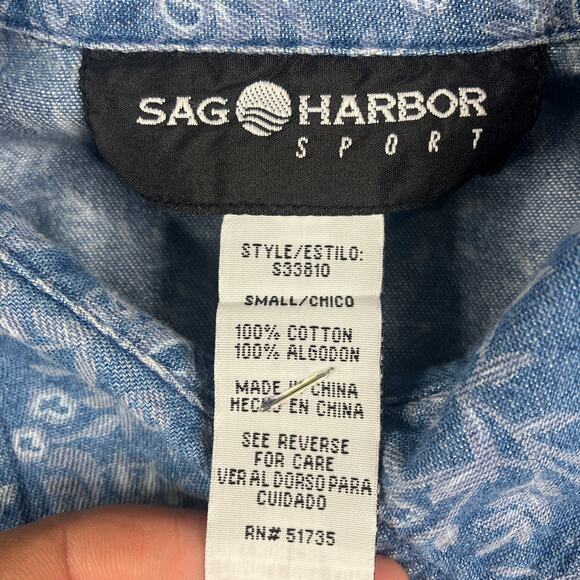 SAG HARBOR
SPORT
STYLE/ESTILO:
S33810
SMALL/CHICO
100% COTTON
100% ALGODON
MADE IN CHINA
HECHO EN CHINA
SEE REVERSE
FOR CARE
VER AL DORSO PARA
CUIDADO
RN# 51735